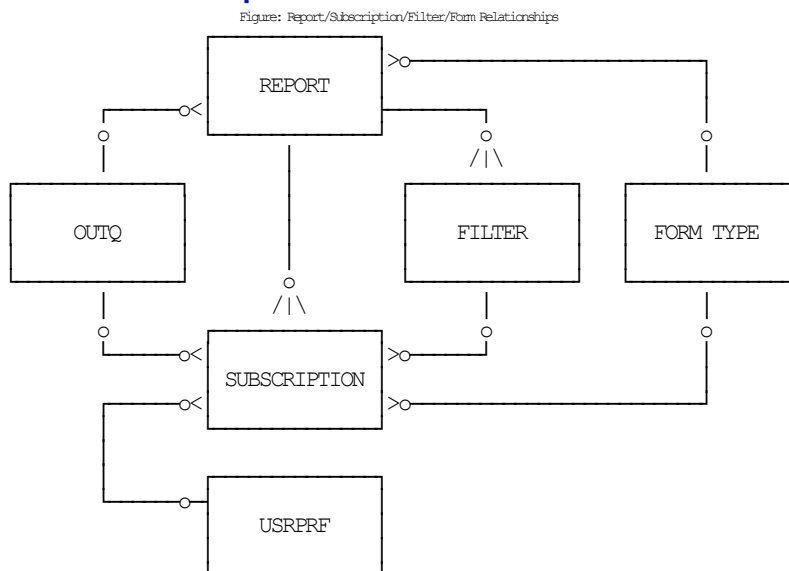 Figure: Report/Subscription/Filter/Form Relationships
REPORT
OUTQ
FILTER
FORM TYPE
SUBSCRIPTION
USRPRF